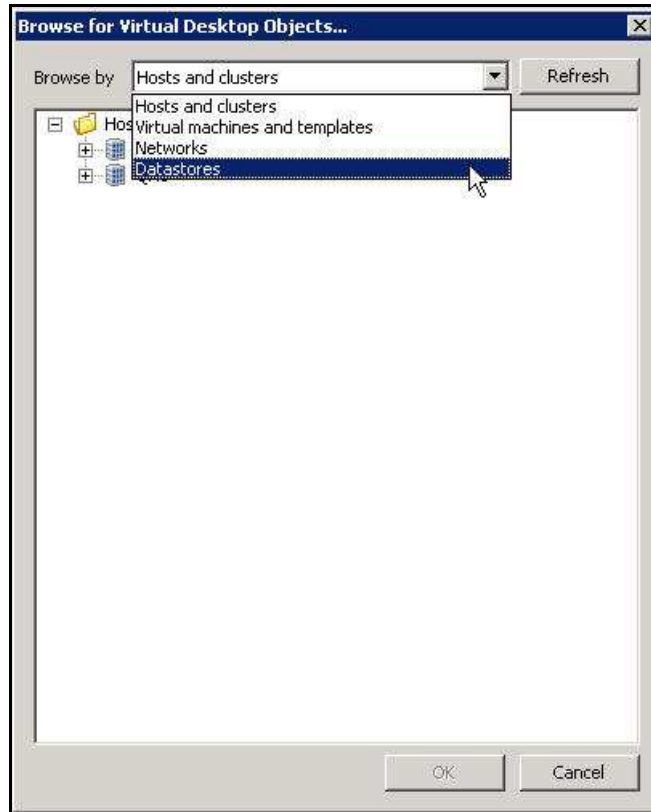 Browse for Virtual Desktop Objects...
Browse by Hosts and clusters Refresh
Hosts and clusters
Virtual machines and templates
Networks
Datastores
OK Cancel